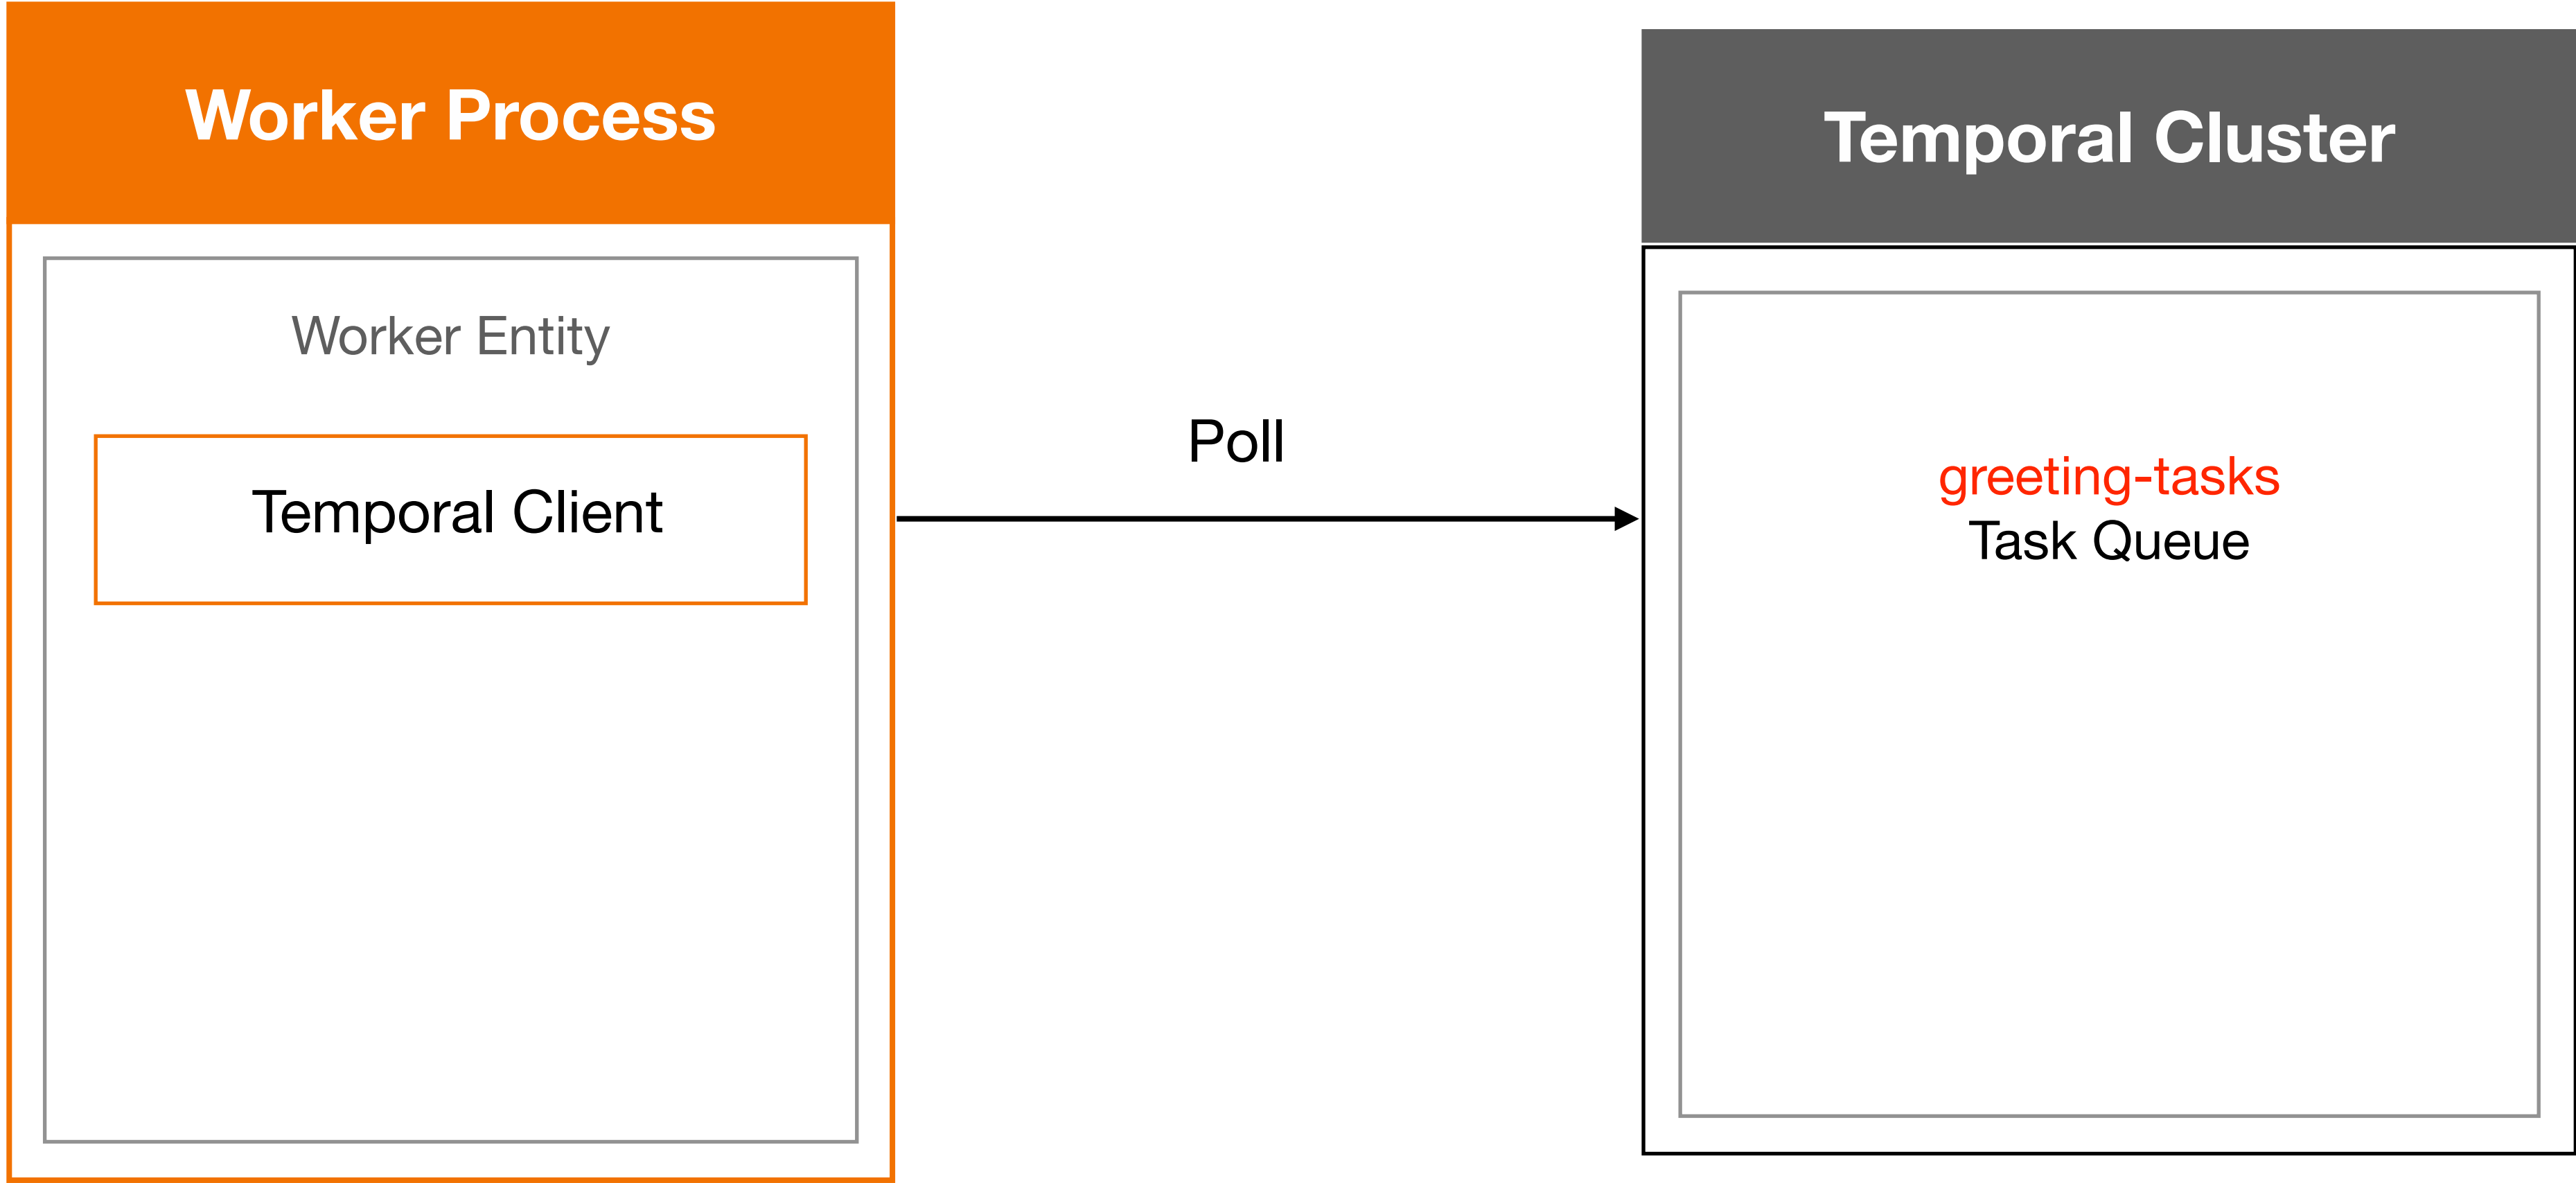 Worker Process
Worker Entity
Temporal Client
Poll
Temporal Cluster
greeting-tasks
Task Queue